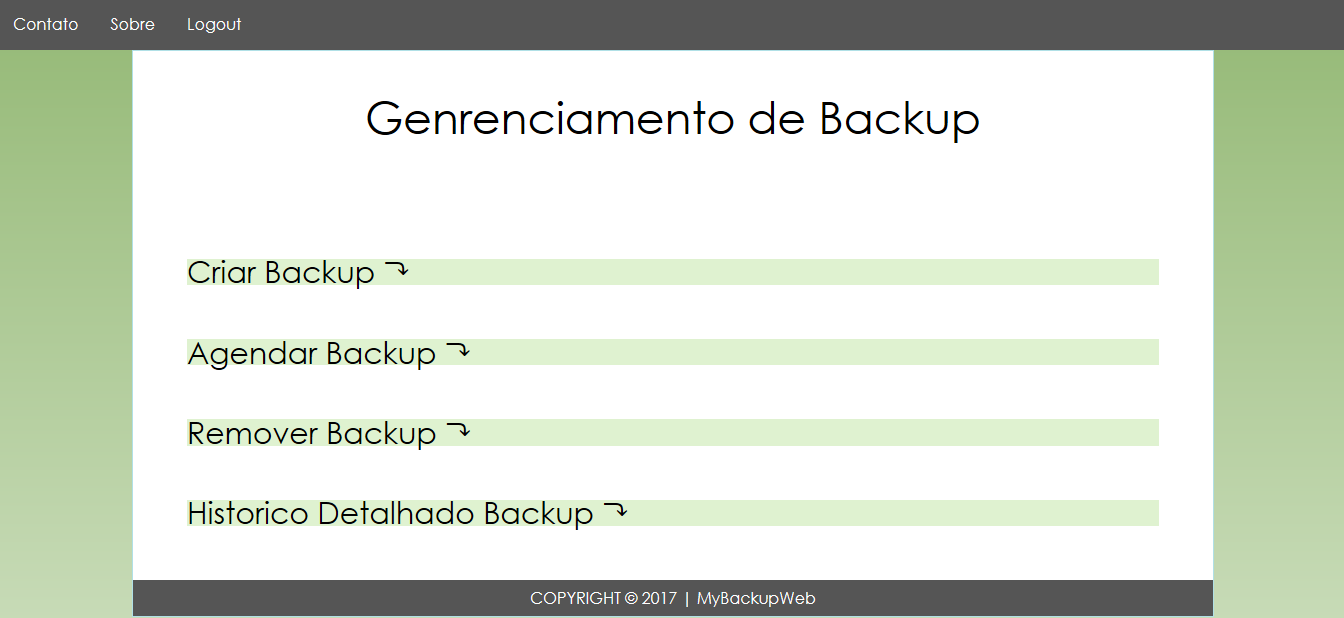 Contato Sobre Logout
Genrenciamento de Backup
Criar Backup ⤵
Agendar Backup ⤵
Remover Backup ⤵
Historico Detalhado Backup ⤵
COPYRIGHT © 2017 | MyBackupWeb